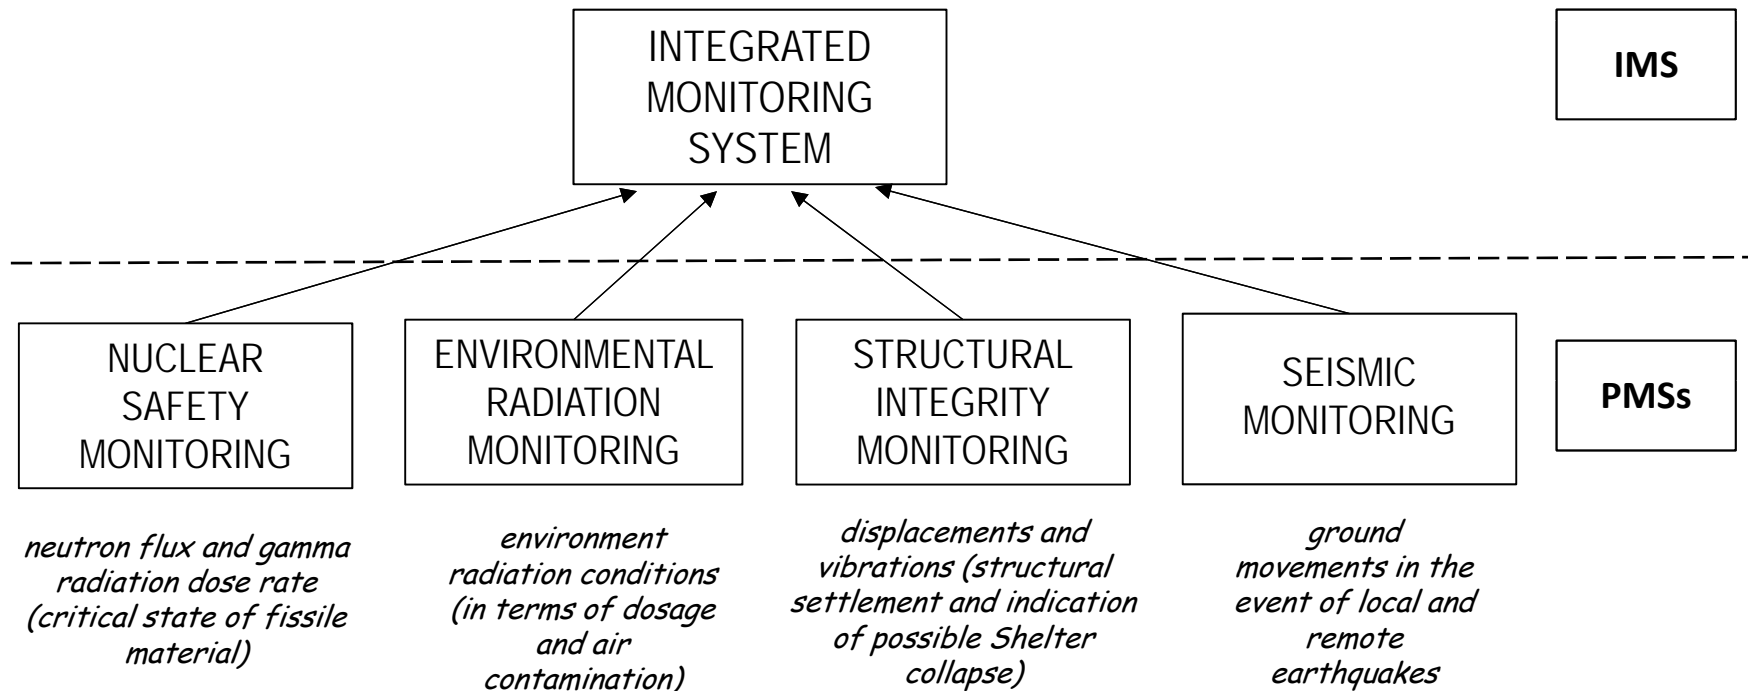 INTEGRATED
MONITORING
SYSTEM
IMS
NUCLEAR
SAFETY
MONITORING
ENVIRONMENTAL
RADIATION
MONITORING
STRUCTURAL
INTEGRITY
MONITORING
SEISMIC
MONITORING
PMSs
neutron flux and gamma
radiation dose rate
(critical state of fissile
material)
environment
radiation conditions
(in terms of dosage
and air
contamination)
displacements and
vibrations (structural
settlement and indication
of possible Shelter
collapse)
ground
movements in the
event of local and
remote
earthquakes